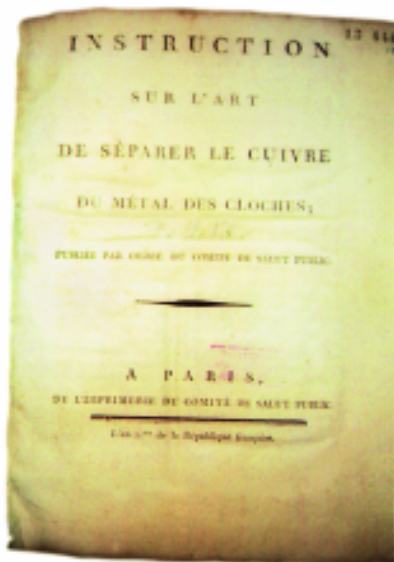 INSTRUCTION
SUR L'ART
DE SÉPARER LE CUIVRE
DU MÉTAL DES CLOCHES;
PUBLIÉE PAR ORDRE DU COMITÉ DE SALUT PUBLIC.
A PARIS,
DE L'IMPRIMERIE DU COMITÉ DE SALUT PUBLIC.
de la République française.